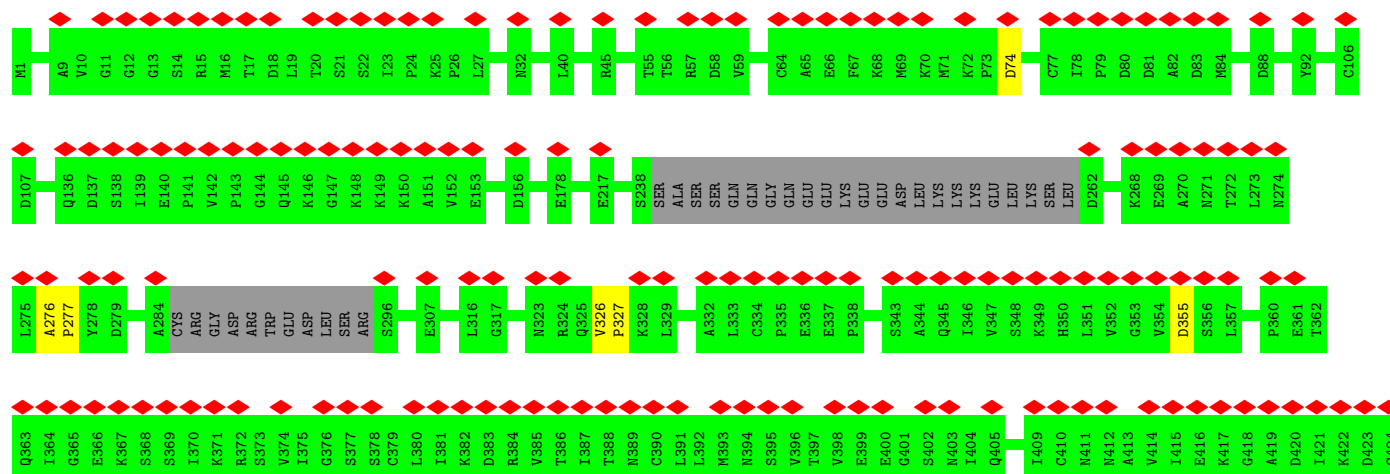 M1 A9 V10 G11 G12 G13 S14 R15 M16 T17 D18 L19 T20 S21 S22 I23 P24 K25 P26 L27 N32 L40 R45 T55 T56 R57 D58 V59 C64 A65 E66 F67 K68 M69 K70 M71 K72 P73 D74 C77 I78 P79 D80 D81 A82 D83 M84 D88 Y92 C106
D107 Q136 D137 S138 I139 E140 P141 V142 P143 G144 Q145 K146 G147 K148 K149 K150 A151 V152 E153 D156 E178 E217 S238 SER ALA SER SER GLN GLN GLY GLN GLU GLU LYS GLU GLU ASP LEU LYS LYS LYS GLU LEU LYS SER LEU D262 K268 E269 A270 N271 T272 L273 N274
L275 A276 P277 Y278 D279 A284 CYS ARG GLY ASP ARG TRP GLU ASP LEU SER ARG S296 E307 L316 G317 N323 R324 Q325 V326 P327 K328 L329 A332 L333 C334 P335 E336 E337 P338 S343 A344 Q345 I346 V347 S348 K349 H350 L351 V352 G353 V354 D355 S356 L357 P360 E361 T362
Q363 I364 G365 E366 K367 S368 S369 I370 K371 R372 S373 V374 I375 G376 S377 S378 C379 L380 I381 K382 D383 R384 V385 T386 I387 T388 N389 C390 L391 L392 M393 N394 S395 V396 T397 V398 E399 E400 G401 S402 N403 I404 Q405 I409 C410 N411 N412 A413 V414 I415 E416 K417 G418 A419 D420 I421 K422 D423